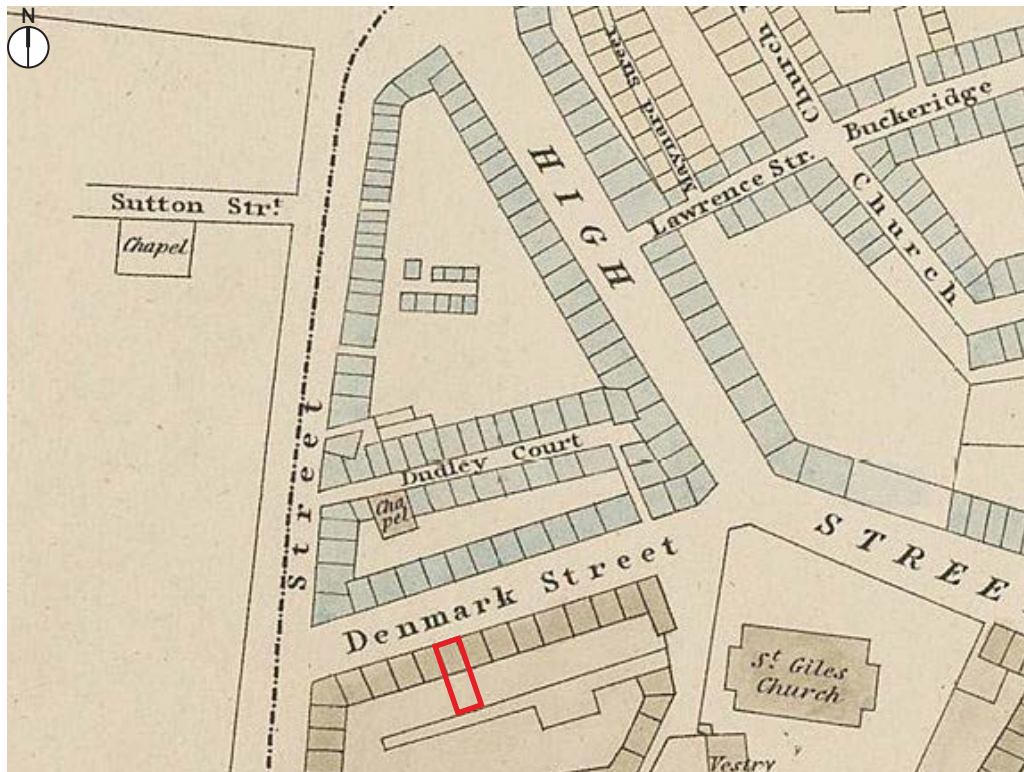 N
Maynard Street
Church
Buckeridge
HIGH
Lawrence Str.
Church
Sutton Str.t
Chapel
Street
Dudley Court
Cha
pel
Denmark Street
STREE
St Giles
Church
Vestry